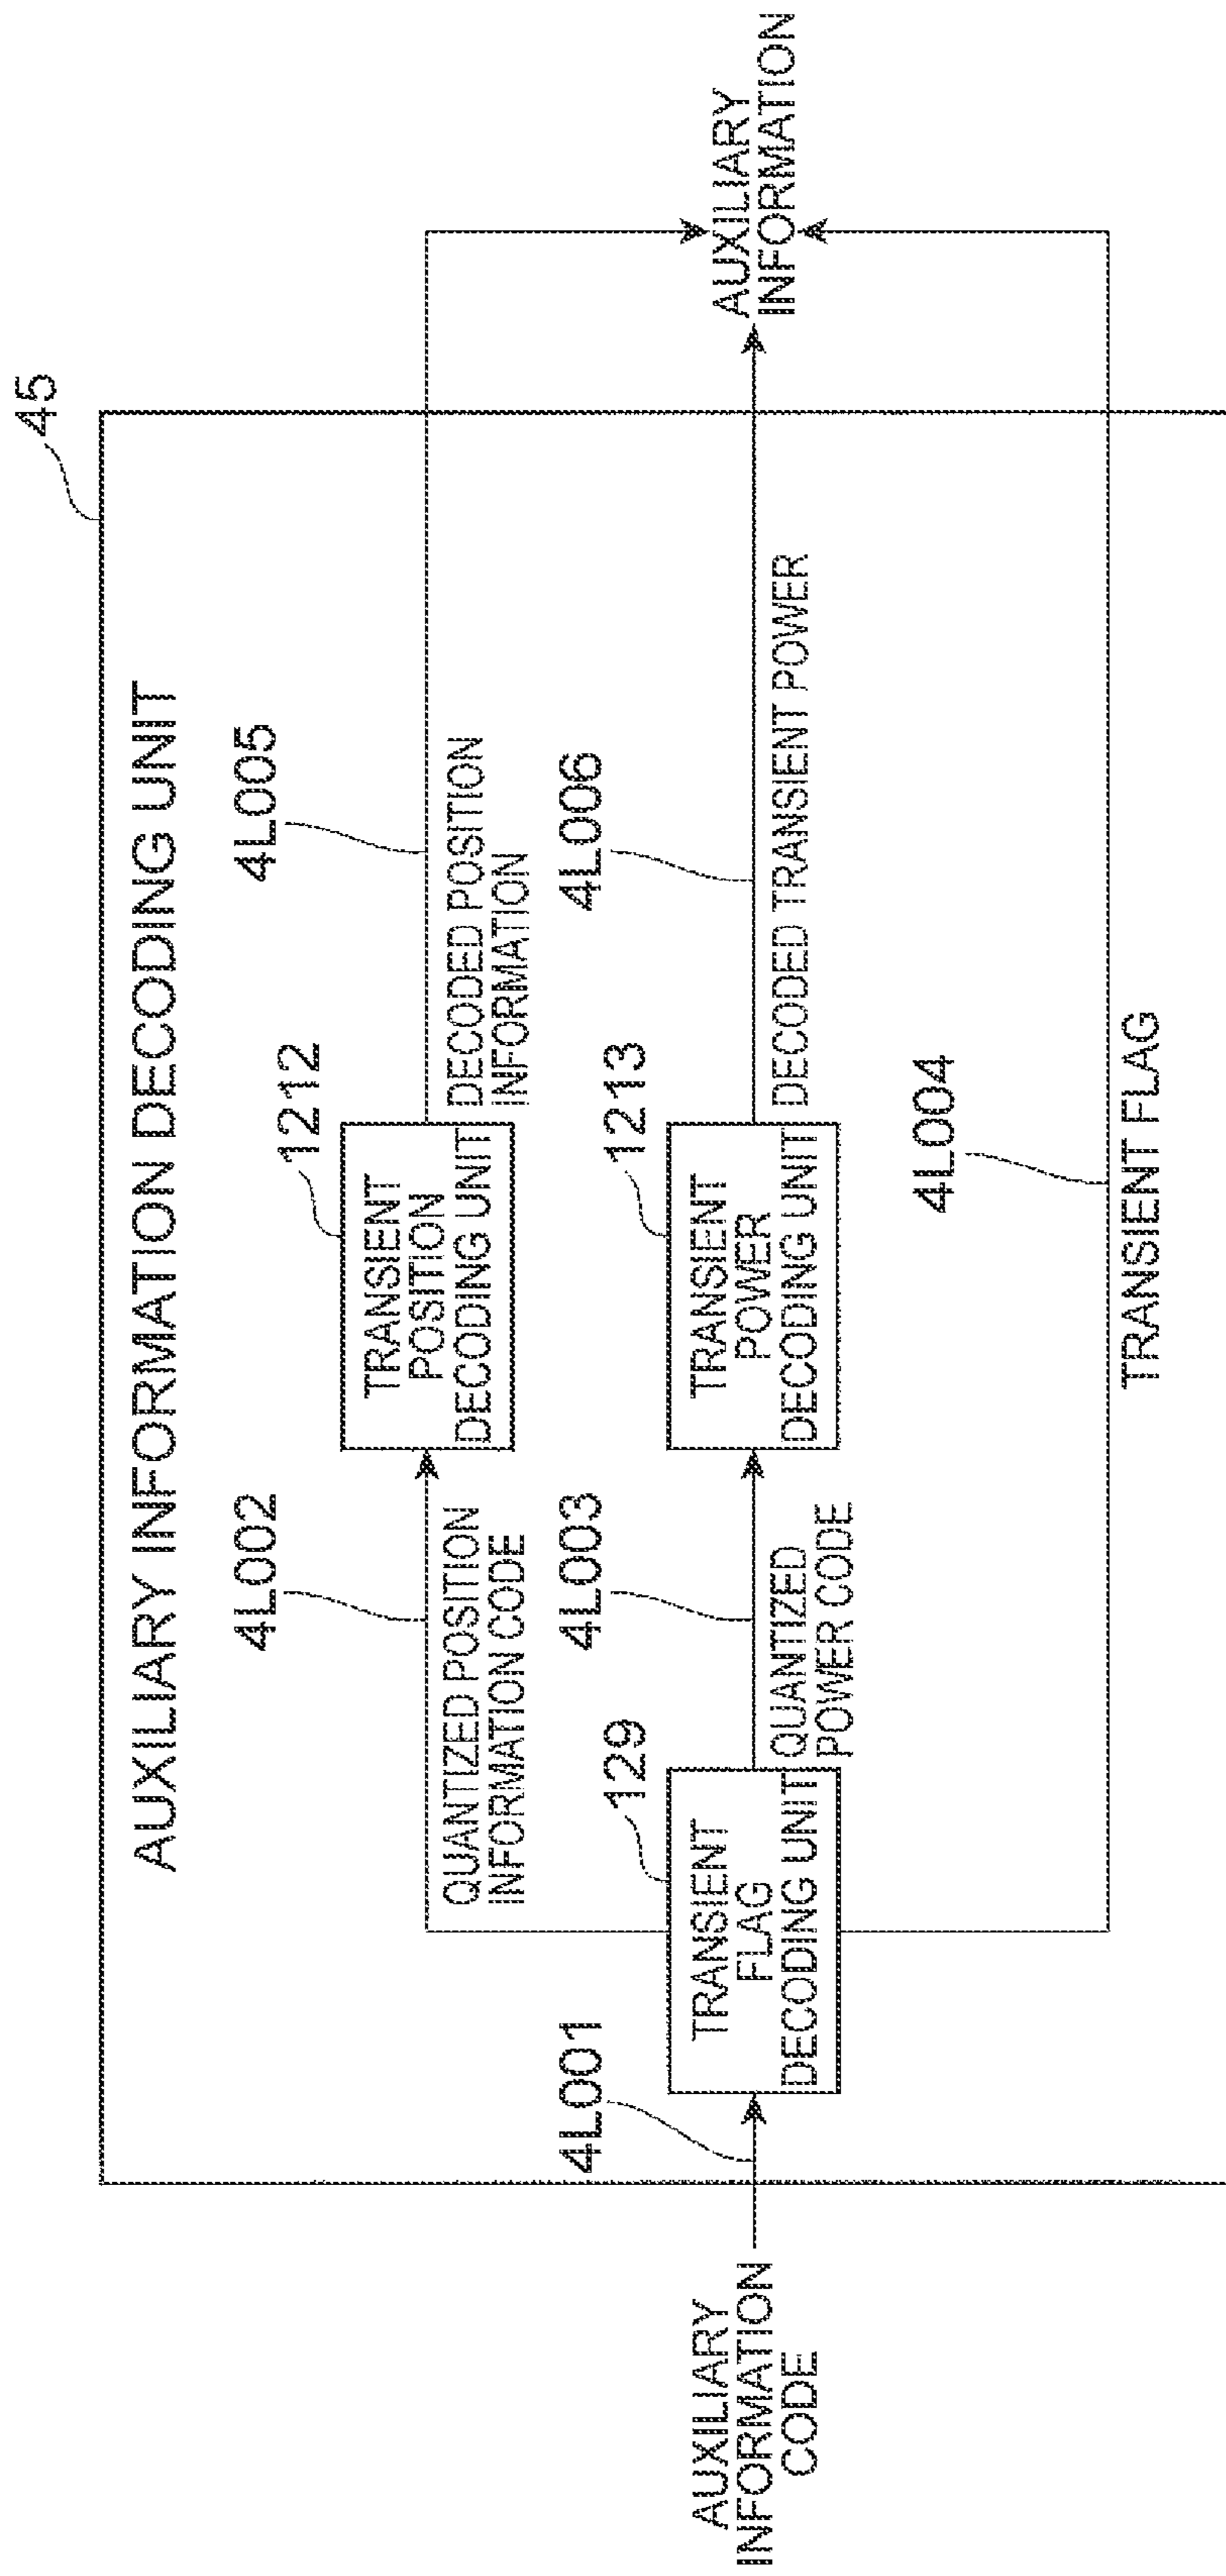 45
AUXILIARY INFORMATION DECODING UNIT
4L002
1212
4L005
QUANTIZED POSITION
INFORMATION CODE
TRANSIENT
POSITION
DECODING UNIT
DECODED POSITION
INFORMATION
4L001
129
4L003
1213
4L006
AUXILIARY
INFORMATION
CODE
TRANSIENT
FLAG
DECODING UNIT
QUANTIZED
POWER CODE
TRANSIENT
POWER
DECODING UNIT
DECODED TRANSIENT POWER
AUXILIARY
INFORMATION
4L004
TRANSIENT FLAG